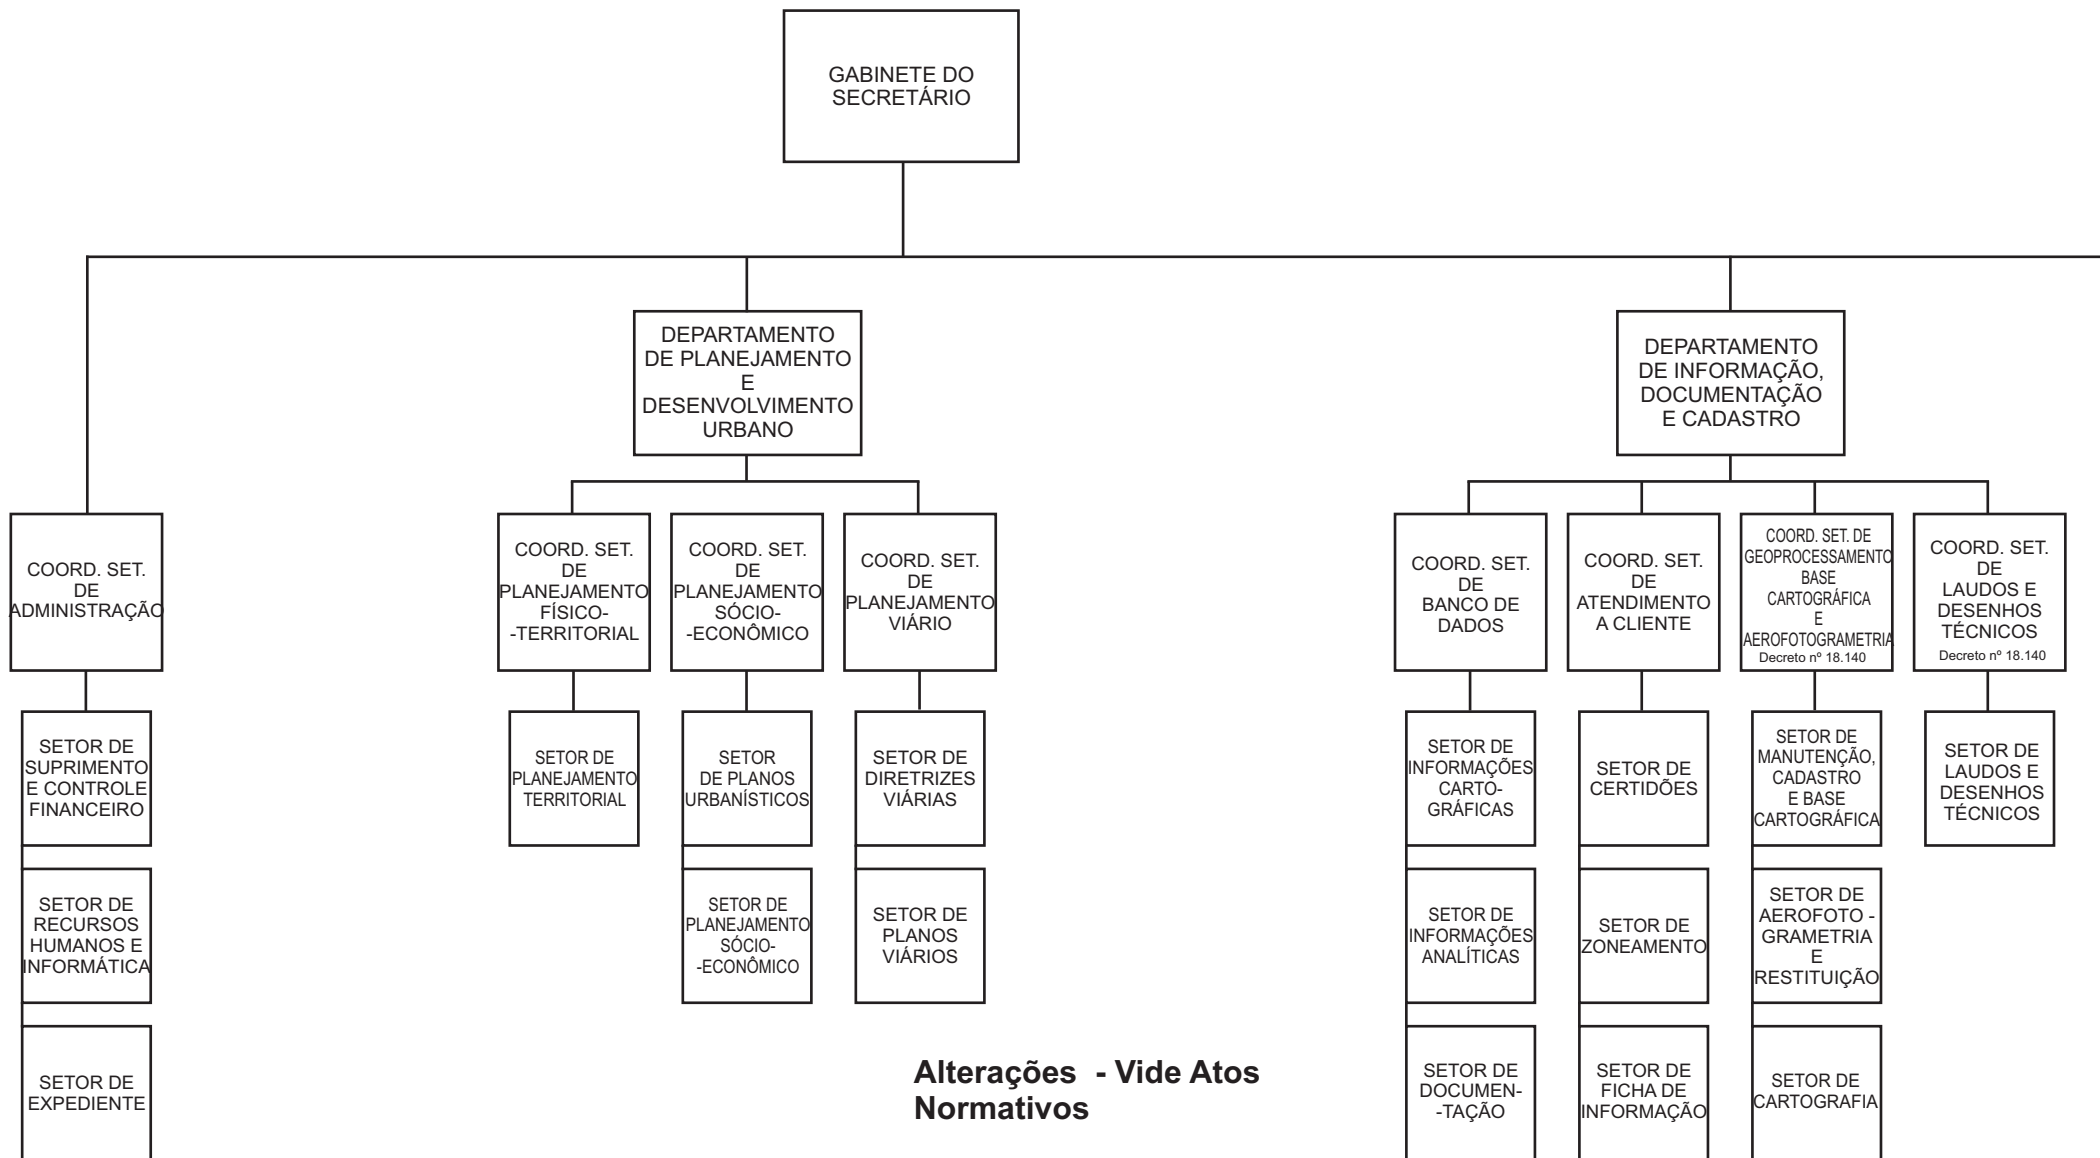 GABINETE DO
SECRETÁRIO
DEPARTAMENTO
DE PLANEJAMENTO
E
DESENVOLVIMENTO
URBANO
DEPARTAMENTO
DE INFORMAÇÃO,
DOCUMENTAÇÃO
E CADASTRO
COORD. SET.
DE
ADMINISTRAÇÃO
COORD. SET.
DE
PLANEJAMENTO
FÍSICO-
-TERRITORIAL
COORD. SET.
DE
PLANEJAMENTO
SÓCIO-
-ECONÔMICO
COORD. SET.
DE
PLANEJAMENTO
VIÁRIO
COORD. SET.
DE
BANCO DE
DADOS
COORD. SET.
DE
ATENDIMENTO
A CLIENTE
COORD. SET. DE
GEOPROCESSAMENTO
BASE
CARTOGRÁFICA
E
AEROFOTOGRAMETRIA
Decreto nº 18.140
COORD. SET.
DE
LAUDOS E
DESENHOS
TÉCNICOS
Decreto nº 18.140
SETOR DE
SUPRIMENTO
E CONTROLE
FINANCEIRO
SETOR DE
PLANEJAMENTO
TERRITORIAL
SETOR
DE PLANOS
URBANÍSTICOS
SETOR DE
DIRETRIZES
VIÁRIAS
SETOR DE
INFORMAÇÕES
CARTO-
GRÁFICAS
SETOR DE
CERTIDÕES
SETOR DE
MANUTENÇÃO,
CADASTRO
E BASE
CARTOGRÁFICA
SETOR DE
LAUDOS E
DESENHOS
TÉCNICOS
SETOR DE
RECURSOS
HUMANOS E
INFORMÁTICA
SETOR DE
PLANEJAMENTO
SÓCIO-
-ECONÔMICO
SETOR DE
PLANOS
VIÁRIOS
SETOR DE
INFORMAÇÕES
ANALÍTICAS
SETOR DE
ZONEAMENTO
SETOR DE
AEROFOTO -
GRAMETRIA
E
RESTITUIÇÃO
SETOR DE
EXPEDIENTE
Alterações  - Vide Atos
Normativos
SETOR DE
DOCUMEN-
-TAÇÃO
SETOR DE
FICHA DE
INFORMAÇÃO
SETOR DE
CARTOGRAFIA